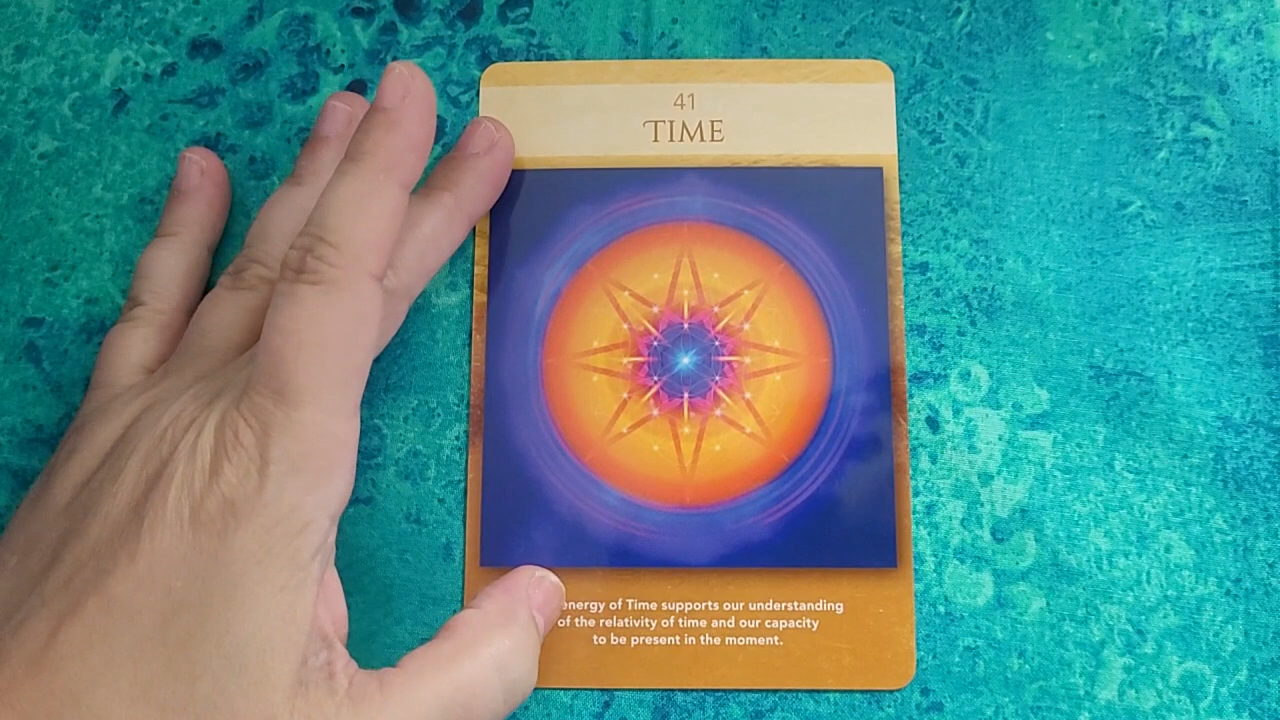 41
TIME
energy of Time supports our understanding
of the relativity of time and our capacity
to be present in the moment.